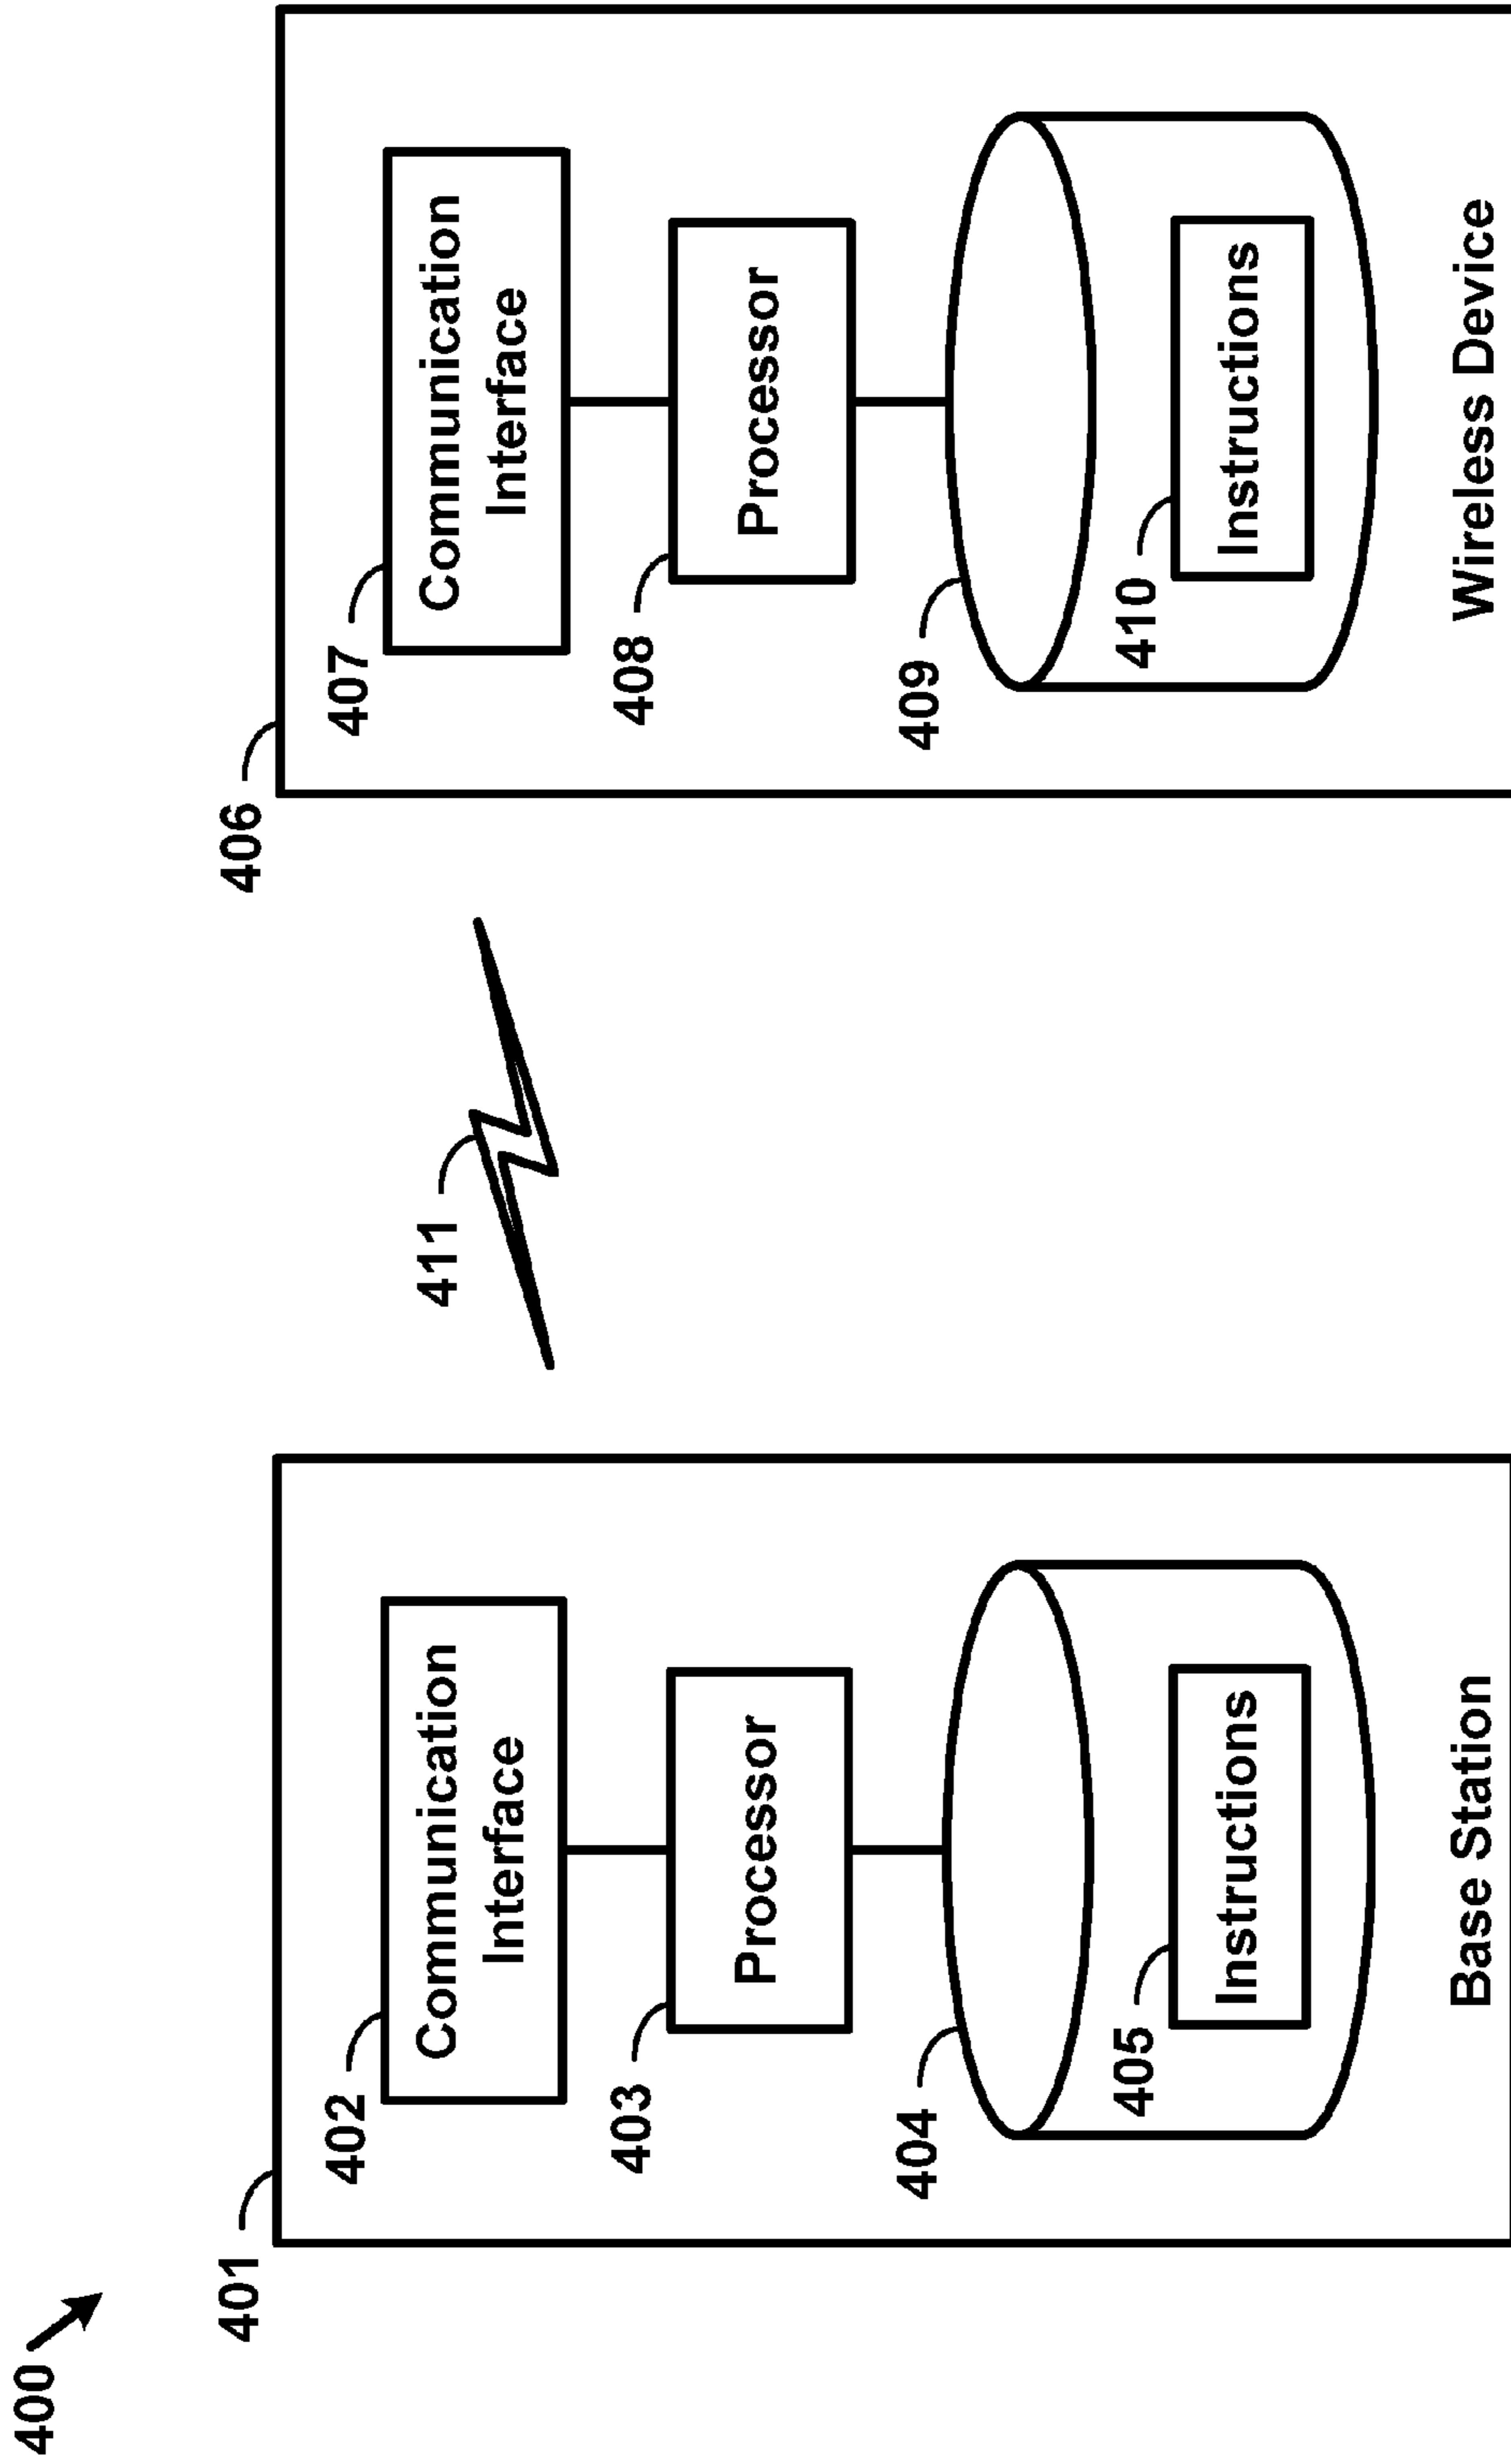 400
401
402
Communication
Interface
403
Processor
404
405
Instructions
Base Station
411
406
407
Communication
Interface
408
Processor
409
410
Instructions
Wireless Device